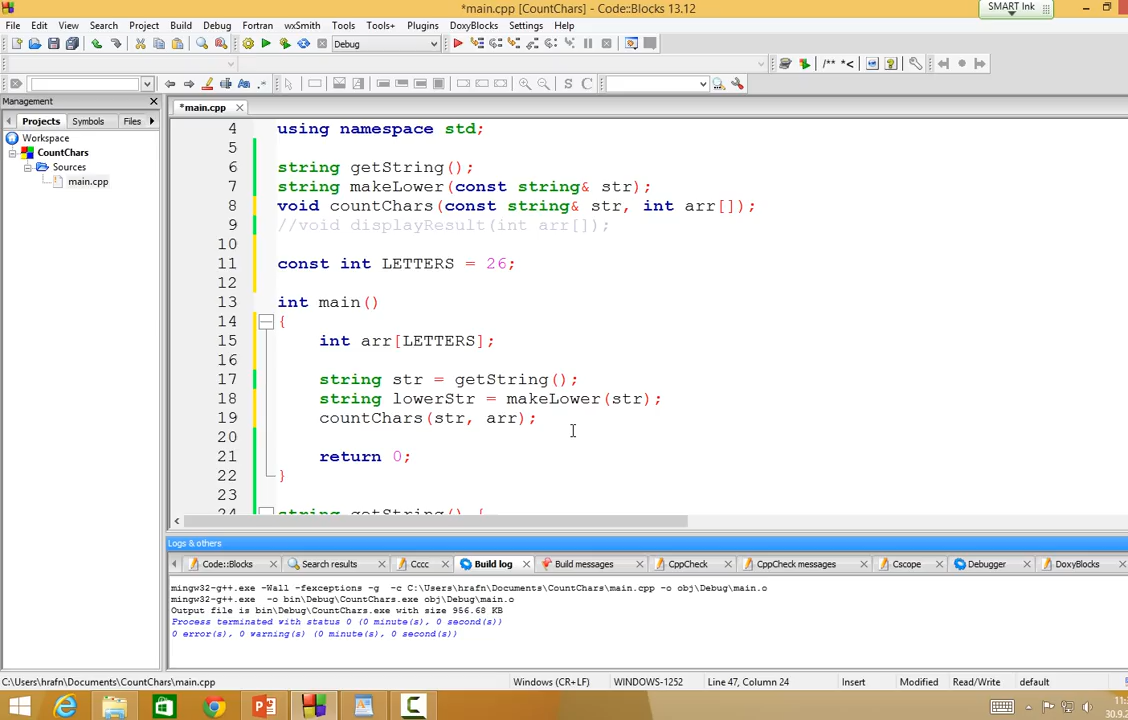 *main.cpp [CountChars] - Code::Blocks 13.12
SMART Ink
File Edit View Search Project Build Debug Fortran wxSmith Tools Tools+ Plugins DoxyBlocks Settings Help
Debug
/** *<
S C
Management
*main.cpp
Projects Symbols Files
Workspace
CountChars
Sources
main.cpp
4 using namespace std;
5
6 string getString();
7 string makeLower(const string& str);
8 void countChars(const string& str, int arr[]);
9 //void displayResult(int arr[]);
10
11 const int LETTERS = 26;
12
13 int main()
14 {
15 int arr[LETTERS];
16
17 string str = getString();
18 string lowerStr = makeLower(str);
19 countChars(str, arr);
20
21 return 0;
22 }
23
24 string getString() {
Logs & others
Code::Blocks Search results Cccc Build log Build messages CppCheck CppCheck messages Cscope Debugger DoxyBlocks
mingw32-g++.exe -Wall -fexceptions -g -c C:\Users\hrafn\Documents\CountChars\main.cpp -o obj\Debug\main.o
mingw32-g++.exe -o bin\Debug\CountChars.exe obj\Debug\main.o
Output file is bin\Debug\CountChars.exe with size 956.68 KB
Process terminated with status 0 (0 minute(s), 0 second(s))
0 error(s), 0 warning(s) (0 minute(s), 0 second(s))
C:\Users\hrafn\Documents\CountChars\main.cpp Windows (CR+LF) WINDOWS-1252 Line 47, Column 24 Insert Modified Read/Write default